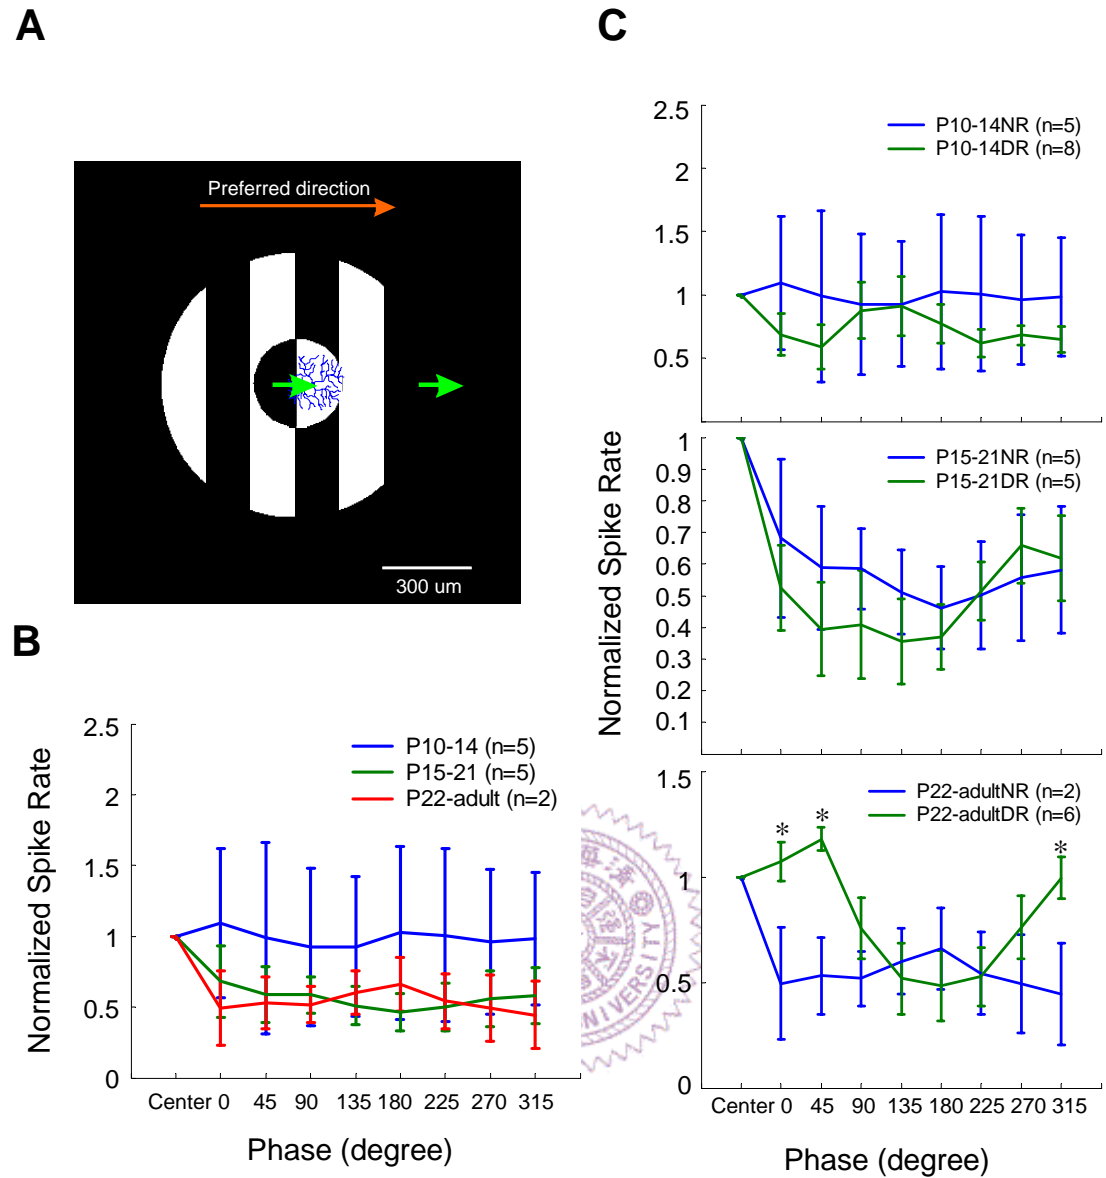 A
Preferred direction
300 um
B
Normalized Spike Rate
2.5
2
1.5
1
0.5
0
P10-14 (n=5)
P15-21 (n=5)
P22-adult (n=2)
Center 0 45 90 135 180 225 270 315
Phase (degree)
C
Normalized Spike Rate
2.5
2
1.5
1
0.5
P10-14NR (n=5)
P10-14DR (n=8)
1
0.9
0.8
0.7
0.6
0.5
0.4
0.3
0.2
0.1
P15-21NR (n=5)
P15-21DR (n=5)
1.5
1
0.5
0
P22-adultNR (n=2)
P22-adultDR (n=6)
* * *
Center 0 45 90 135 180 225 270 315
Phase (degree)
NIVERSITY